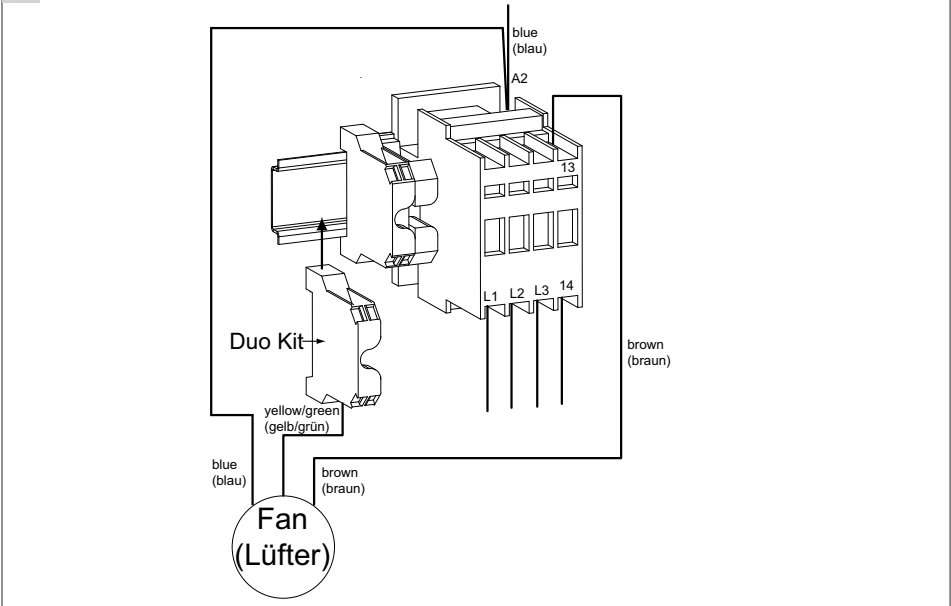 blue
(blau)
A2
13
L1 L2 L3 14
Duo Kit
brown
(braun)
yellow/green
(gelb/grün)
blue
(blau)
brown
(braun)
Fan
(Lüfter)